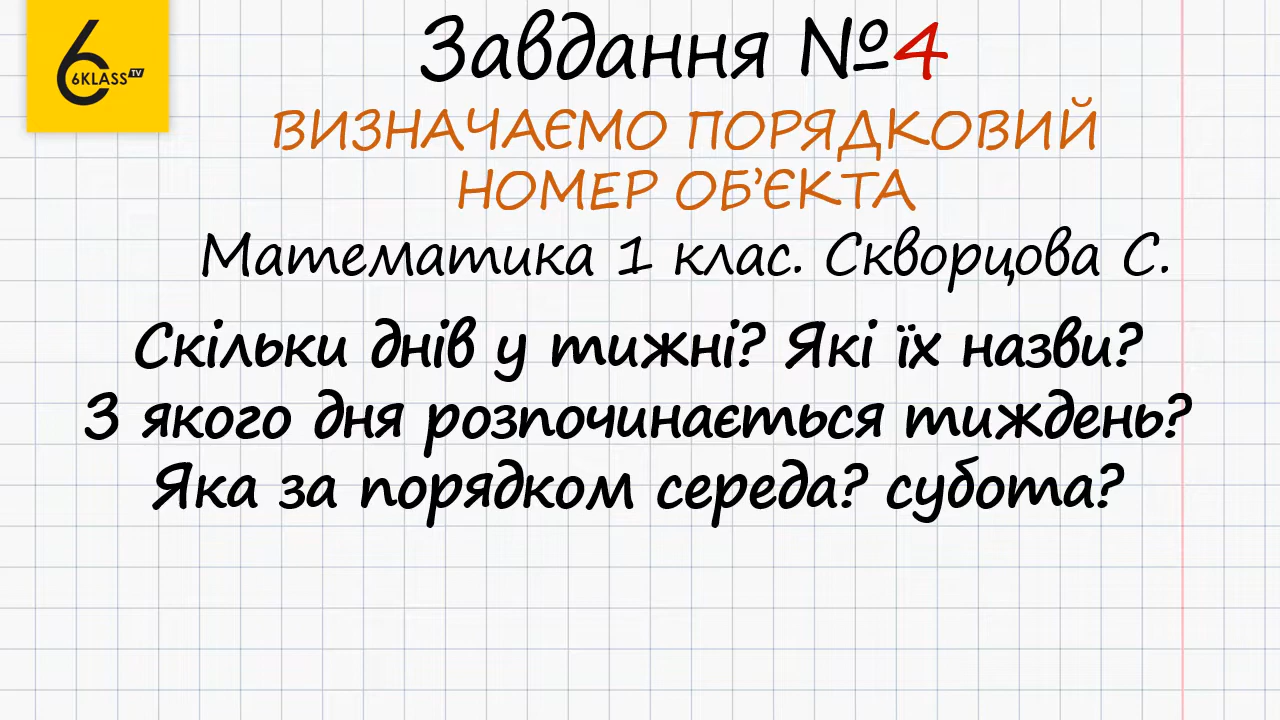 6KLASS TV
Завдання №4
ВИЗНАЧАЄМО ПОРЯДКОВИЙ
НОМЕР ОБ'ЄКТА
Математика 1 клас. Скворцова С.
Скільки днів у тижні? Які їх назви?
З якого дня розпочинається тиждень?
Яка за порядком середа? субота?